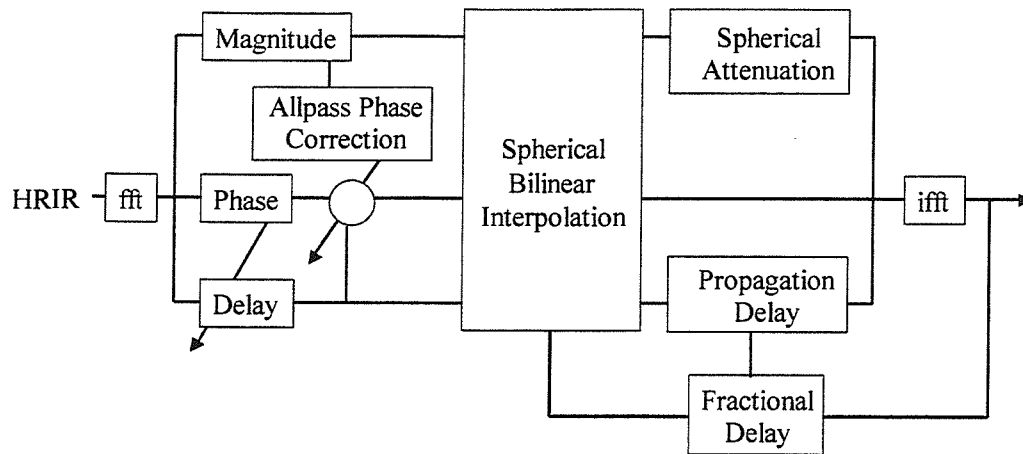 Magnitude
Allpass Phase
Correction
HRIR
fft
Phase
Delay
Spherical
Bilinear
Interpolation
Spherical
Attenuation
Propagation
Delay
Fractional
Delay
ifft